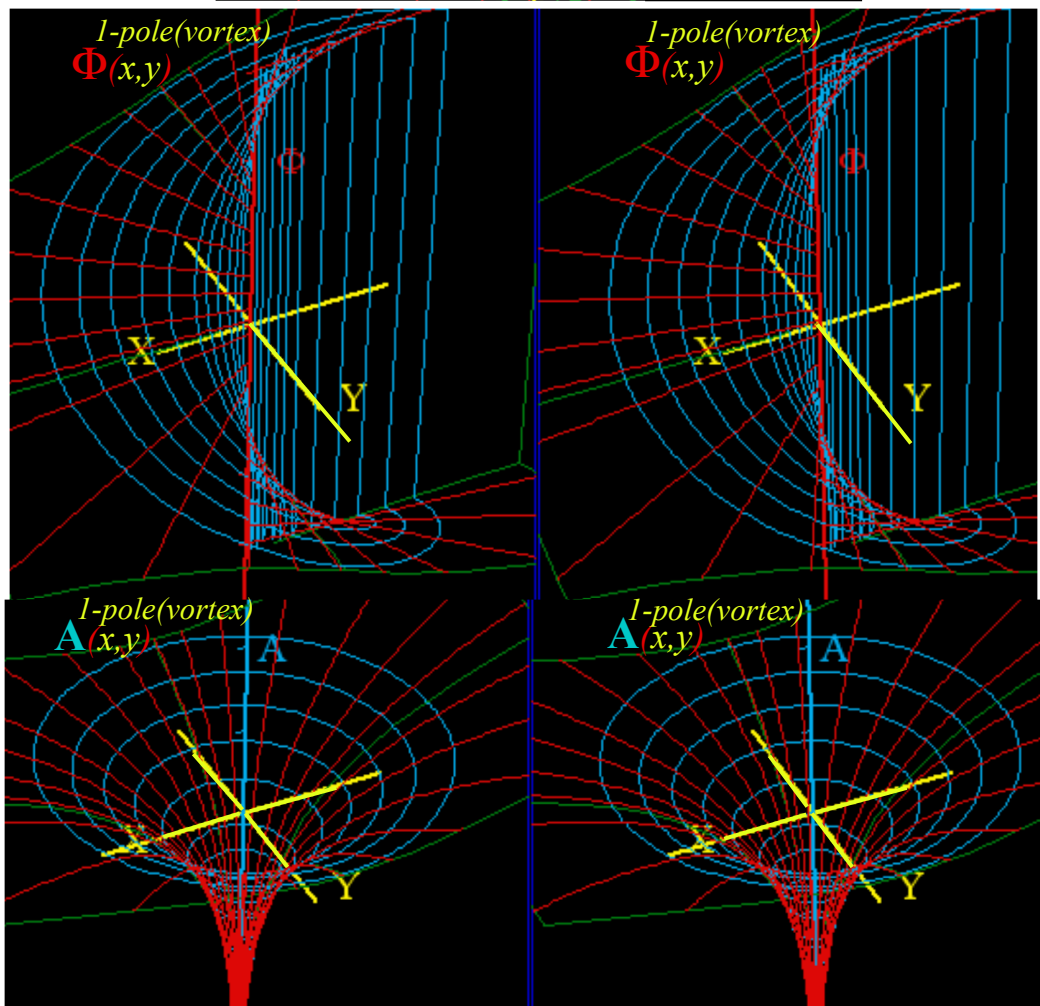 1-pole(vortex)
Φ(x,y)
Φ
X
Y
1-pole(vortex)
Φ(x,y)
Φ
X
Y
1-pole(vortex)
A(x,y)
A
X
Y
1-pole(vortex)
A(x,y)
A
X
Y